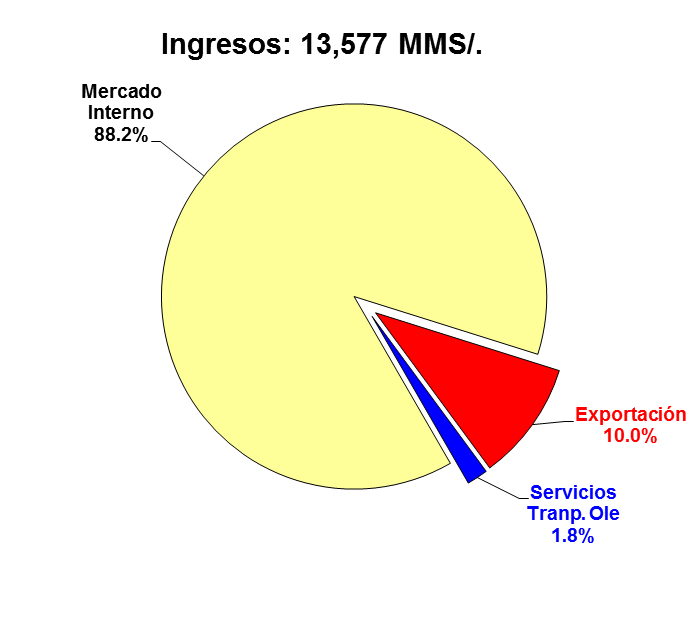 Ingresos: 13,577 MMS/.
Mercado
Interno
88.2%
Exportación
10.0%
Servicios
Tranp. Ole
1.8%